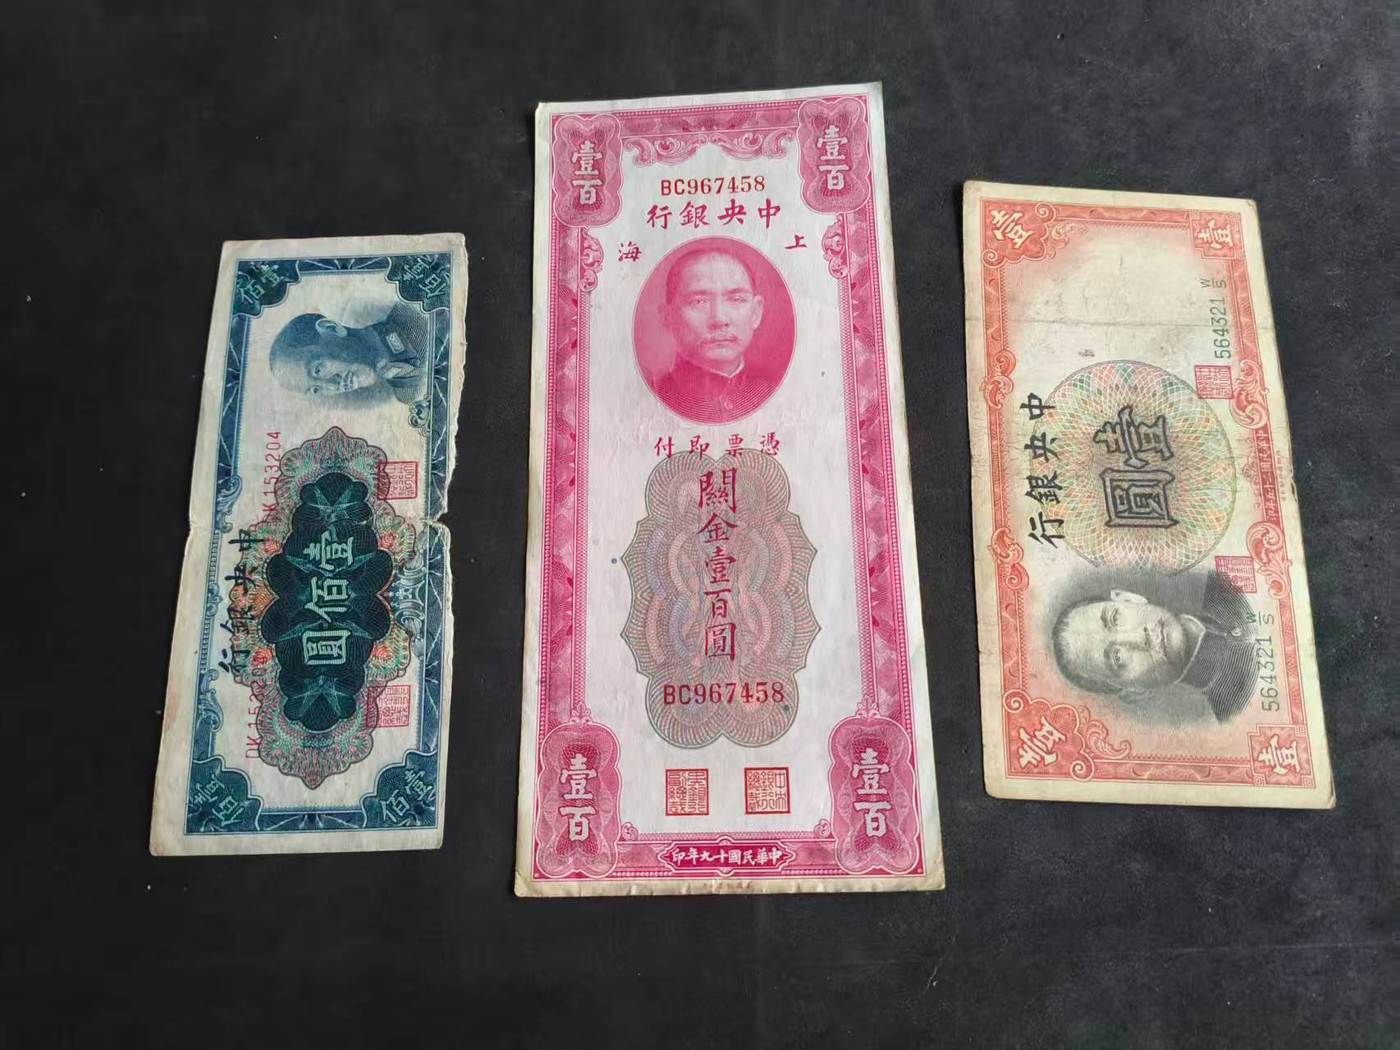 壹佰
壹佰
中央銀行
DK153204
壹佰圓
DK153204
壹佰
壹佰
壹百
壹百
BC967458
中央銀行
上海
憑票即付
關金壹百圓
BC967458
壹百
壹百
中華民國十九年印
壹
壹
564321 W/S
中央銀行
壹圓
564321 W/S
壹
壹